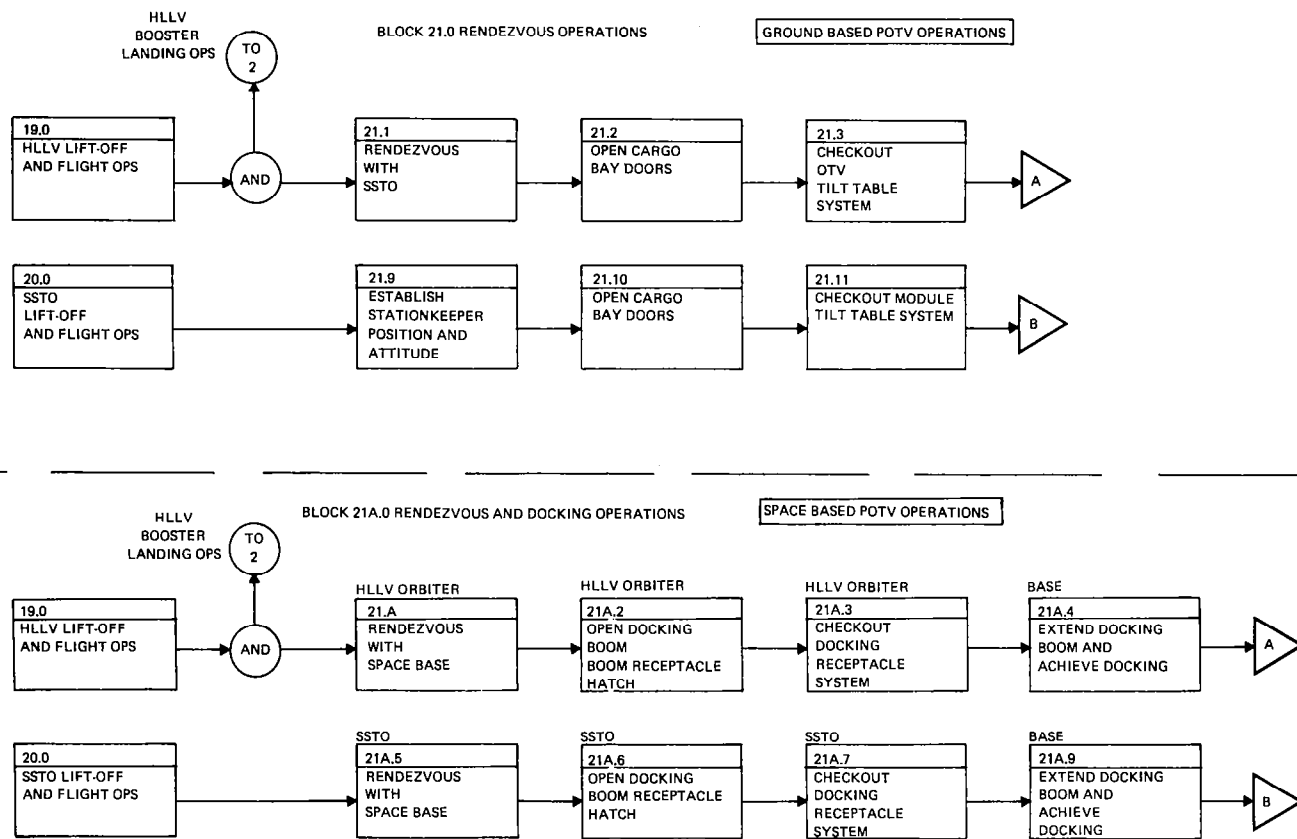 HLLV
BOOSTER
LANDING OPS
TO
2
BLOCK 21.0 RENDEZVOUS OPERATIONS
GROUND BASED POTV OPERATIONS
19.0
HLLV LIFT-OFF
AND FLIGHT OPS
AND
21.1
RENDEZVOUS
WITH
SSTO
21.2
OPEN CARGO
BAY DOORS
21.3
CHECKOUT
OTV
TILT TABLE
SYSTEM
A
20.0
SSTO
LIFT-OFF
AND FLIGHT OPS
21.9
ESTABLISH
STATIONKEEPER
POSITION AND
ATTITUDE
21.10
OPEN CARGO
BAY DOORS
21.11
CHECKOUT MODULE
TILT TABLE SYSTEM
B
HLLV
BOOSTER
LANDING OPS
TO
2
BLOCK 21A.0 RENDEZVOUS AND DOCKING OPERATIONS
SPACE BASED POTV OPERATIONS
19.0
HLLV LIFT-OFF
AND FLIGHT OPS
AND
HLLV ORBITER
21.A
RENDEZVOUS
WITH
SPACE BASE
HLLV ORBITER
21A.2
OPEN DOCKING
BOOM
BOOM RECEPTACLE
HATCH
HLLV ORBITER
21A.3
CHECKOUT
DOCKING
RECEPTACLE
SYSTEM
BASE
21A.4
EXTEND DOCKING
BOOM AND
ACHIEVE DOCKING
A
20.0
SSTO LIFT-OFF
AND FLIGHT OPS
SSTO
21A.5
RENDEZVOUS
WITH
SPACE BASE
SSTO
21A.6
OPEN DOCKING
BOOM RECEPTACLE
HATCH
SSTO
21A.7
CHECKOUT
DOCKING
RECEPTACLE
SYSTEM
BASE
21A.9
EXTEND DOCKING
BOOM AND
ACHIEVE
DOCKING
B